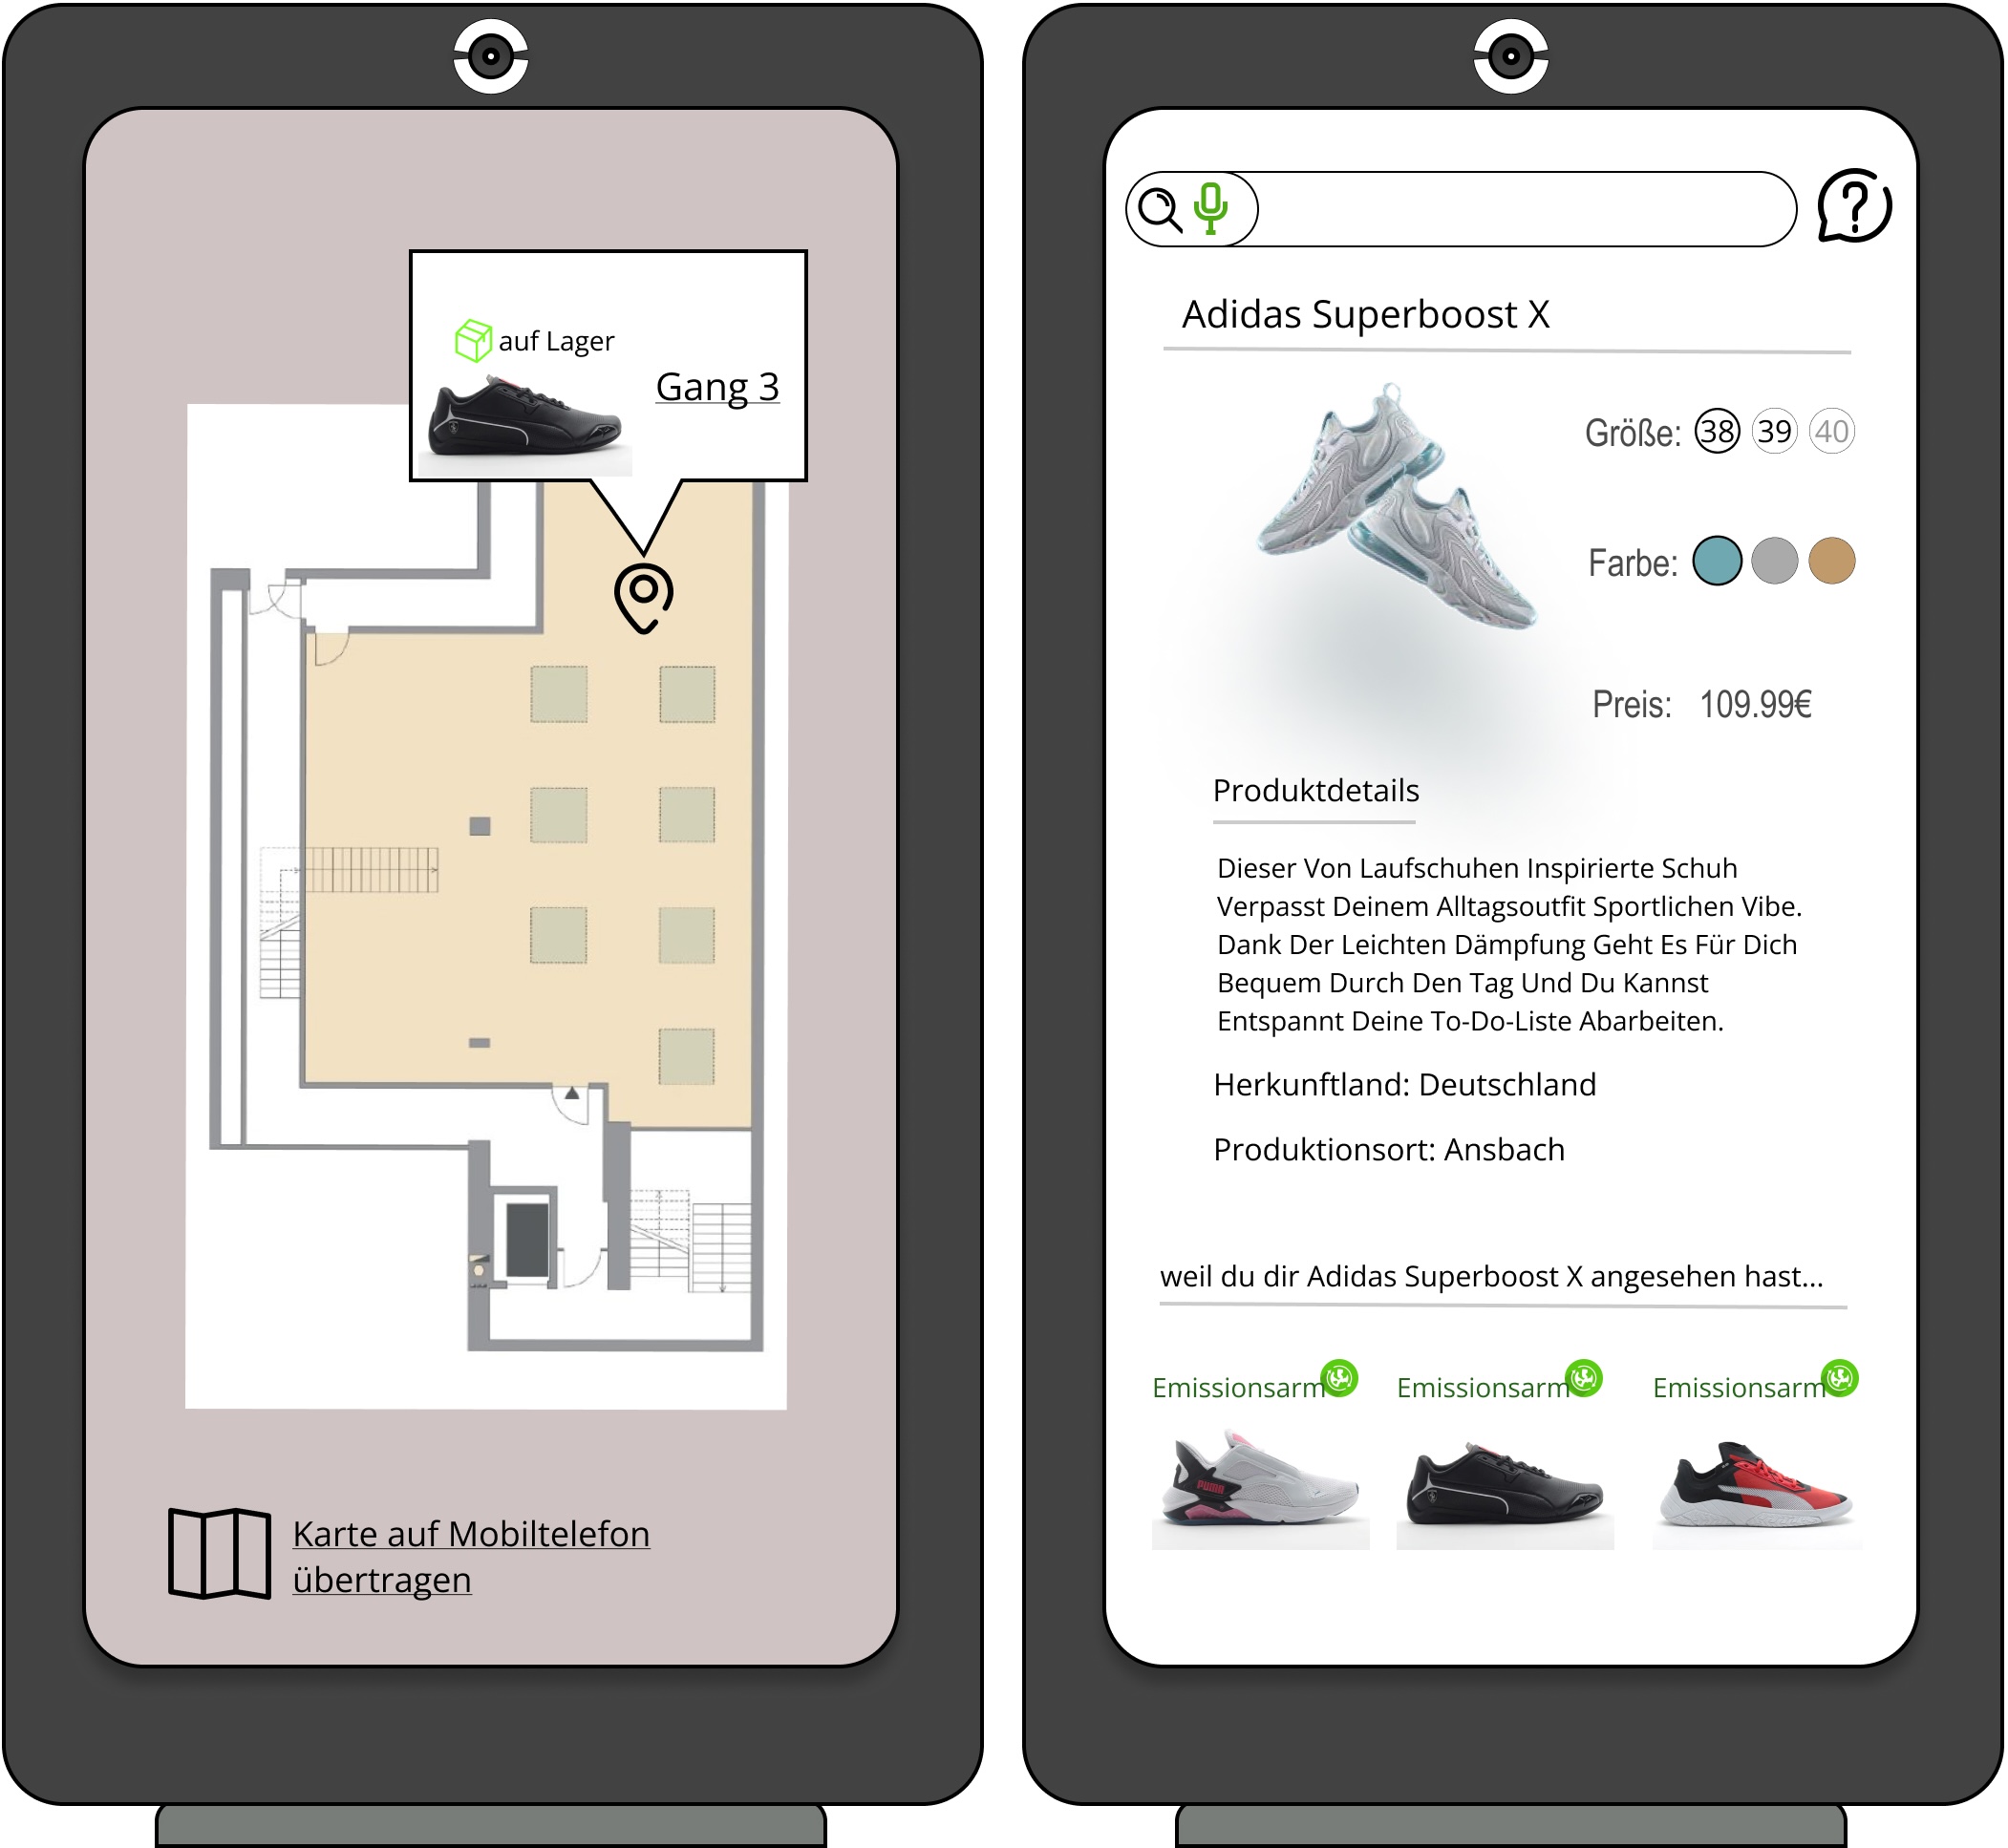 auf Lager
Gang 3
Karte auf Mobiltelefon
übertragen
Adidas Superboost X
Größe: 38 39 40
Farbe:
Preis: 109.99€
Produktdetails
Dieser Von Laufschuhen Inspirierte Schuh
Verpasst Deinem Alltagsoutfit Sportlichen Vibe.
Dank Der Leichten Dämpfung Geht Es Für Dich
Bequem Durch Den Tag Und Du Kannst
Entspannt Deine To-Do-Liste Abarbeiten.
Herkunftland: Deutschland
Produktionsort: Ansbach
weil du dir Adidas Superboost X angesehen hast...
Emissionsarm Emissionsarm Emissionsarm
PUMA